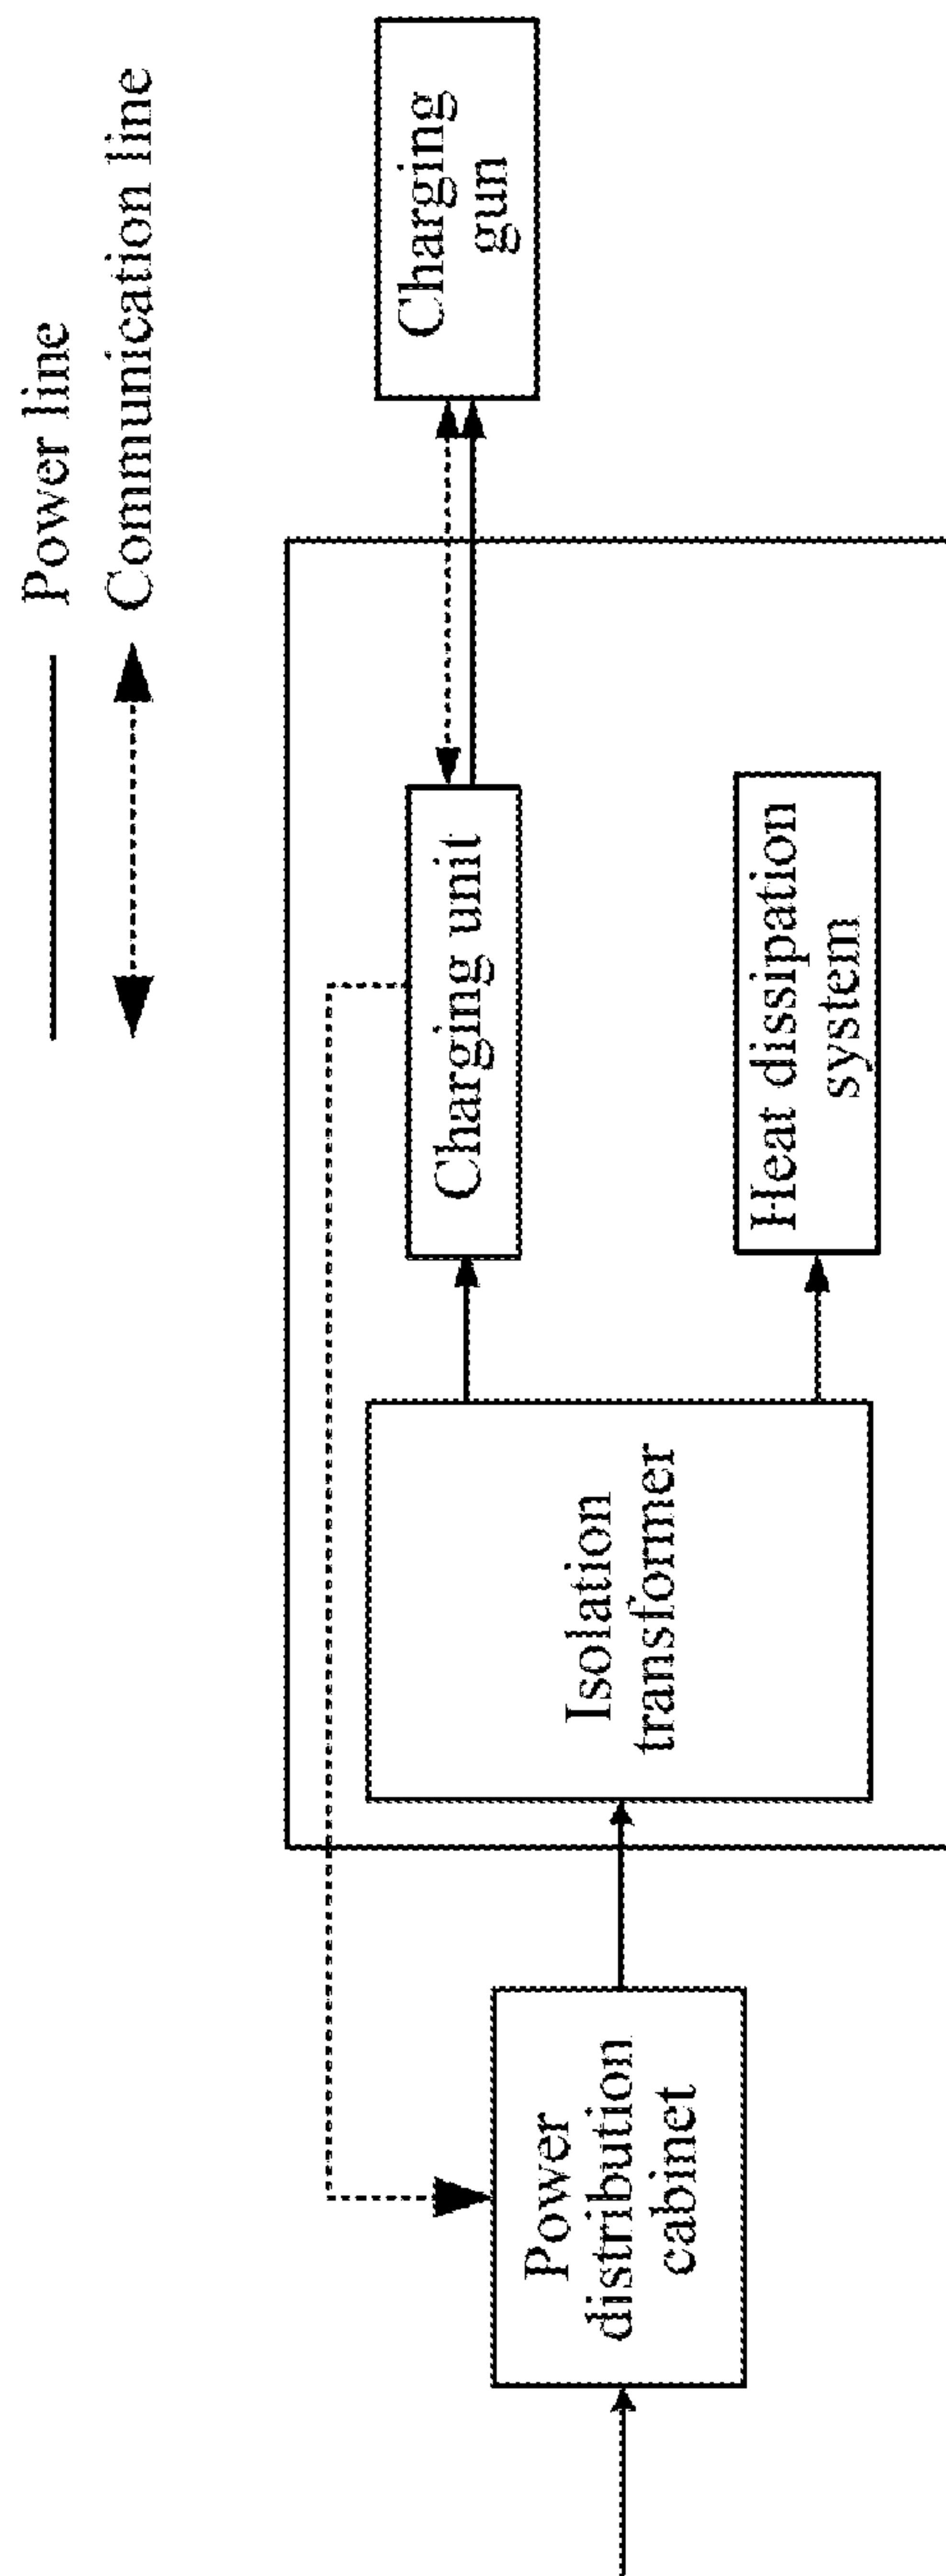 Power line
Communication line
Charging
gun
Charging unit
Heat dissipation
system
Isolation
transformer
Power
distribution
cabinet